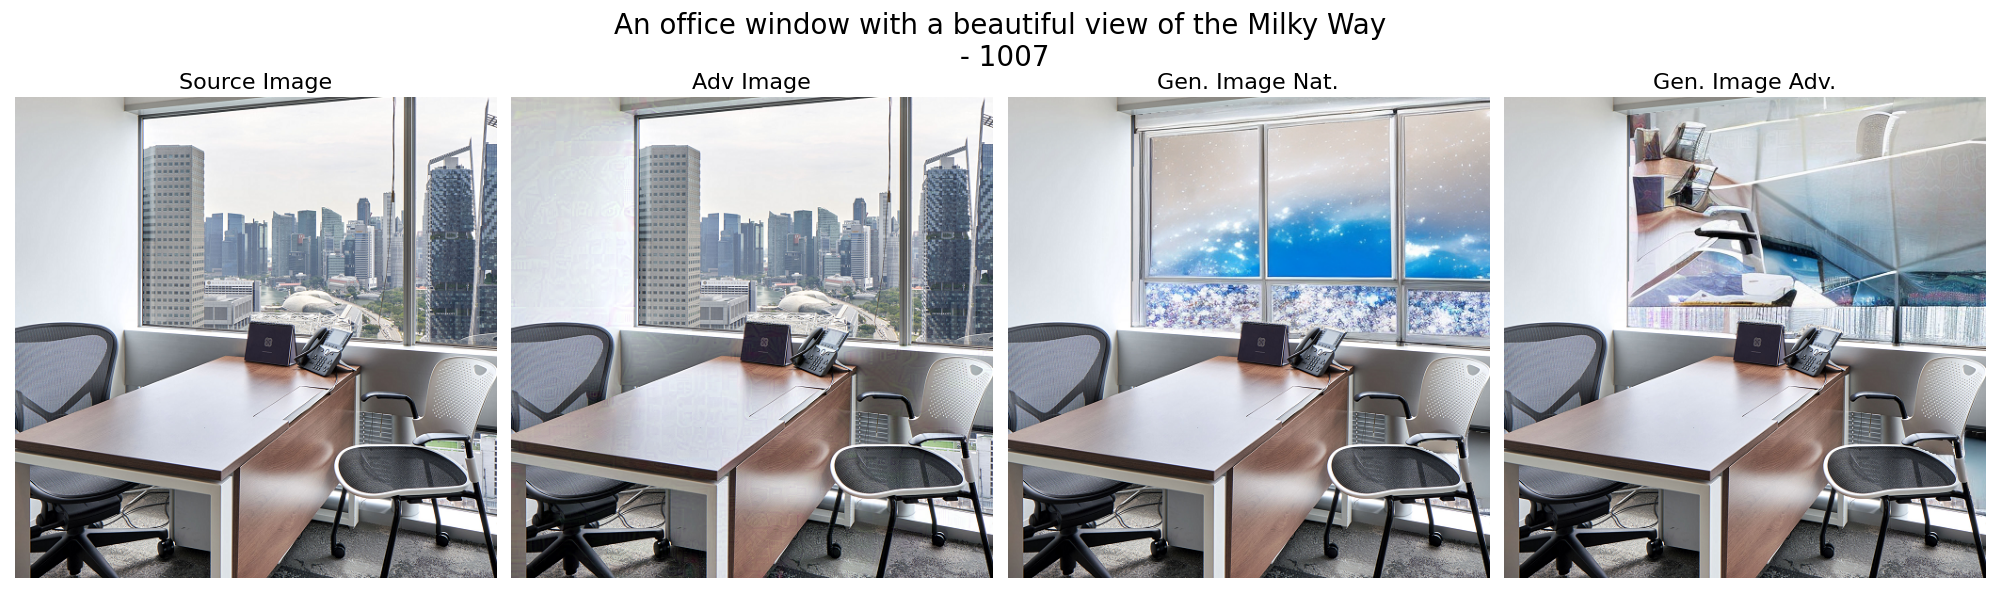 An office window with a beautiful view of the Milky Way
- 1007
Source Image
Adv Image
Gen. Image Nat.
Gen. Image Adv.